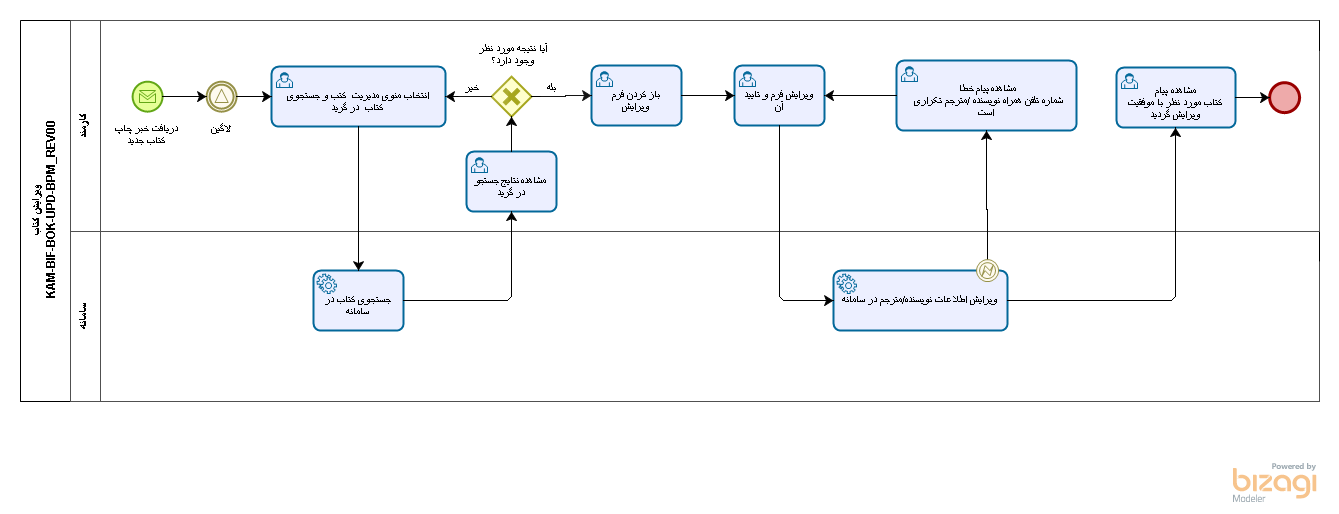 ویرایش کتاب
KAM-BIF-BOK-UPD-BPM_REV00
کارمند
سامانه
دریافت خبر چاپ
کتاب جدید
لاگین
انتخاب منوی مدیریت کتب و جستجوی
کتاب در گرید
جستجوی کتاب در
سامانه
مشاهده نتایج جستجو
در گرید
آیا نتیجه مورد نظر
وجود دارد؟
خیر
بله
باز کردن فرم
ویرایش
ویرایش فرم و تایید
آن
ویرایش اطلاعات نویسنده/مترجم در سامانه
مشاهده پیام خطا
شماره تلفن همراه نویسنده /مترجم تکراری
است
مشاهده پیام
کتاب مورد نظر با موفقیت
ویرایش گردید
Powered by
bizagi
Modeler